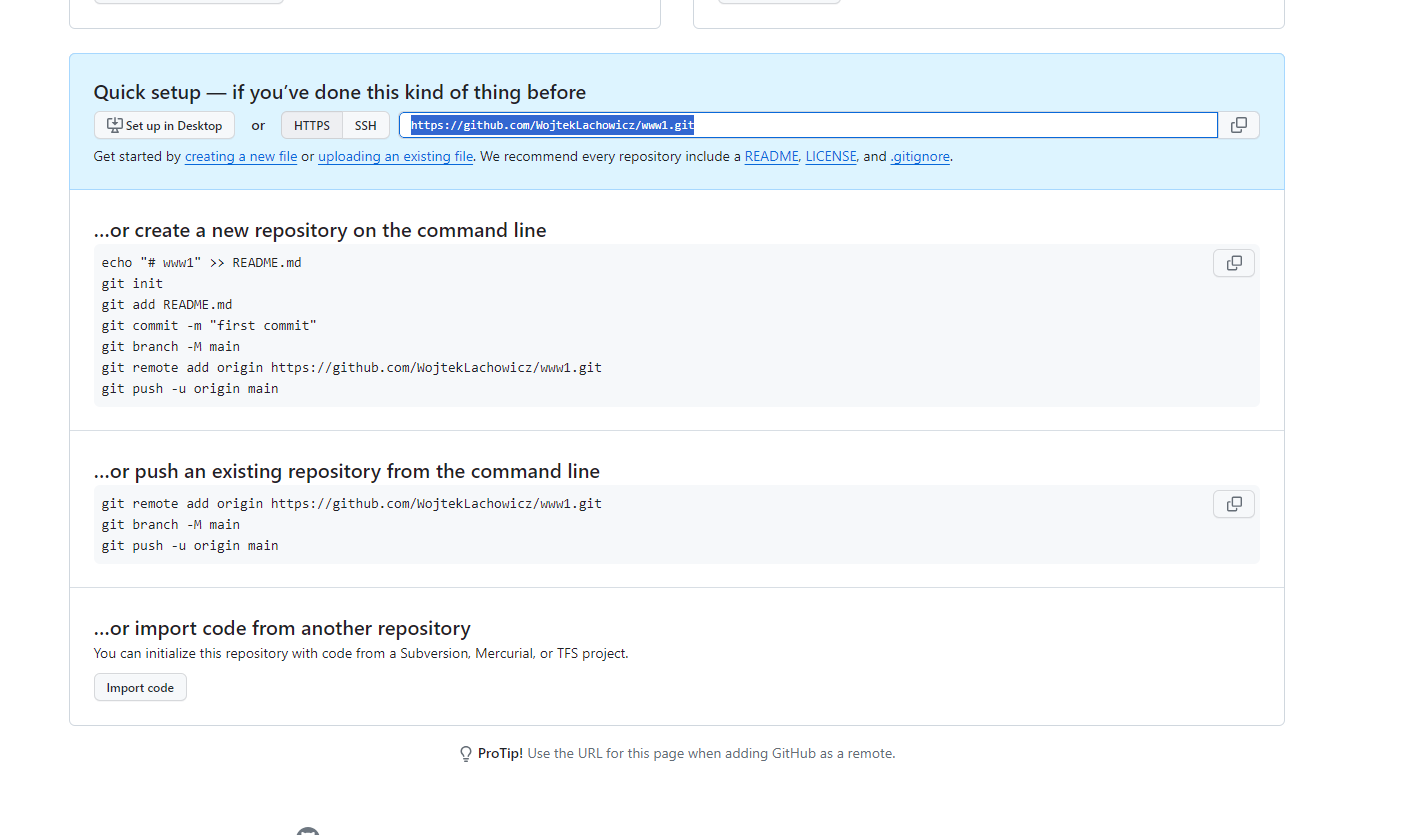 Quick setup — if you’ve done this kind of thing before
Set up in Desktop or HTTPS SSH https://github.com/WojtekLachowicz/www1.git
Get started by creating a new file or uploading an existing file. We recommend every repository include a README, LICENSE, and .gitignore.
…or create a new repository on the command line
echo "# www1" >> README.md
git init
git add README.md
git commit -m "first commit"
git branch -M main
git remote add origin https://github.com/WojtekLachowicz/www1.git
git push -u origin main
…or push an existing repository from the command line
git remote add origin https://github.com/WojtekLachowicz/www1.git
git branch -M main
git push -u origin main
…or import code from another repository
You can initialize this repository with code from a Subversion, Mercurial, or TFS project.
Import code
ProTip! Use the URL for this page when adding GitHub as a remote.